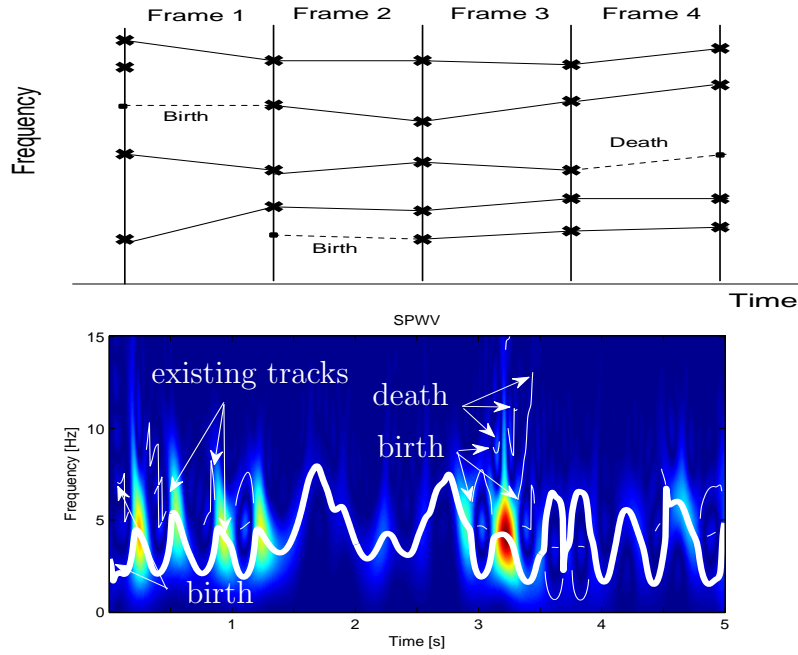 Frame 1 Frame 2 Frame 3 Frame 4
Frequency
Birth
Death
Birth
Time
SPWV
15
existing tracks
death
10
birth
Frequency [Hz]
5
birth
0
1 2 3 4 5
Time [s]